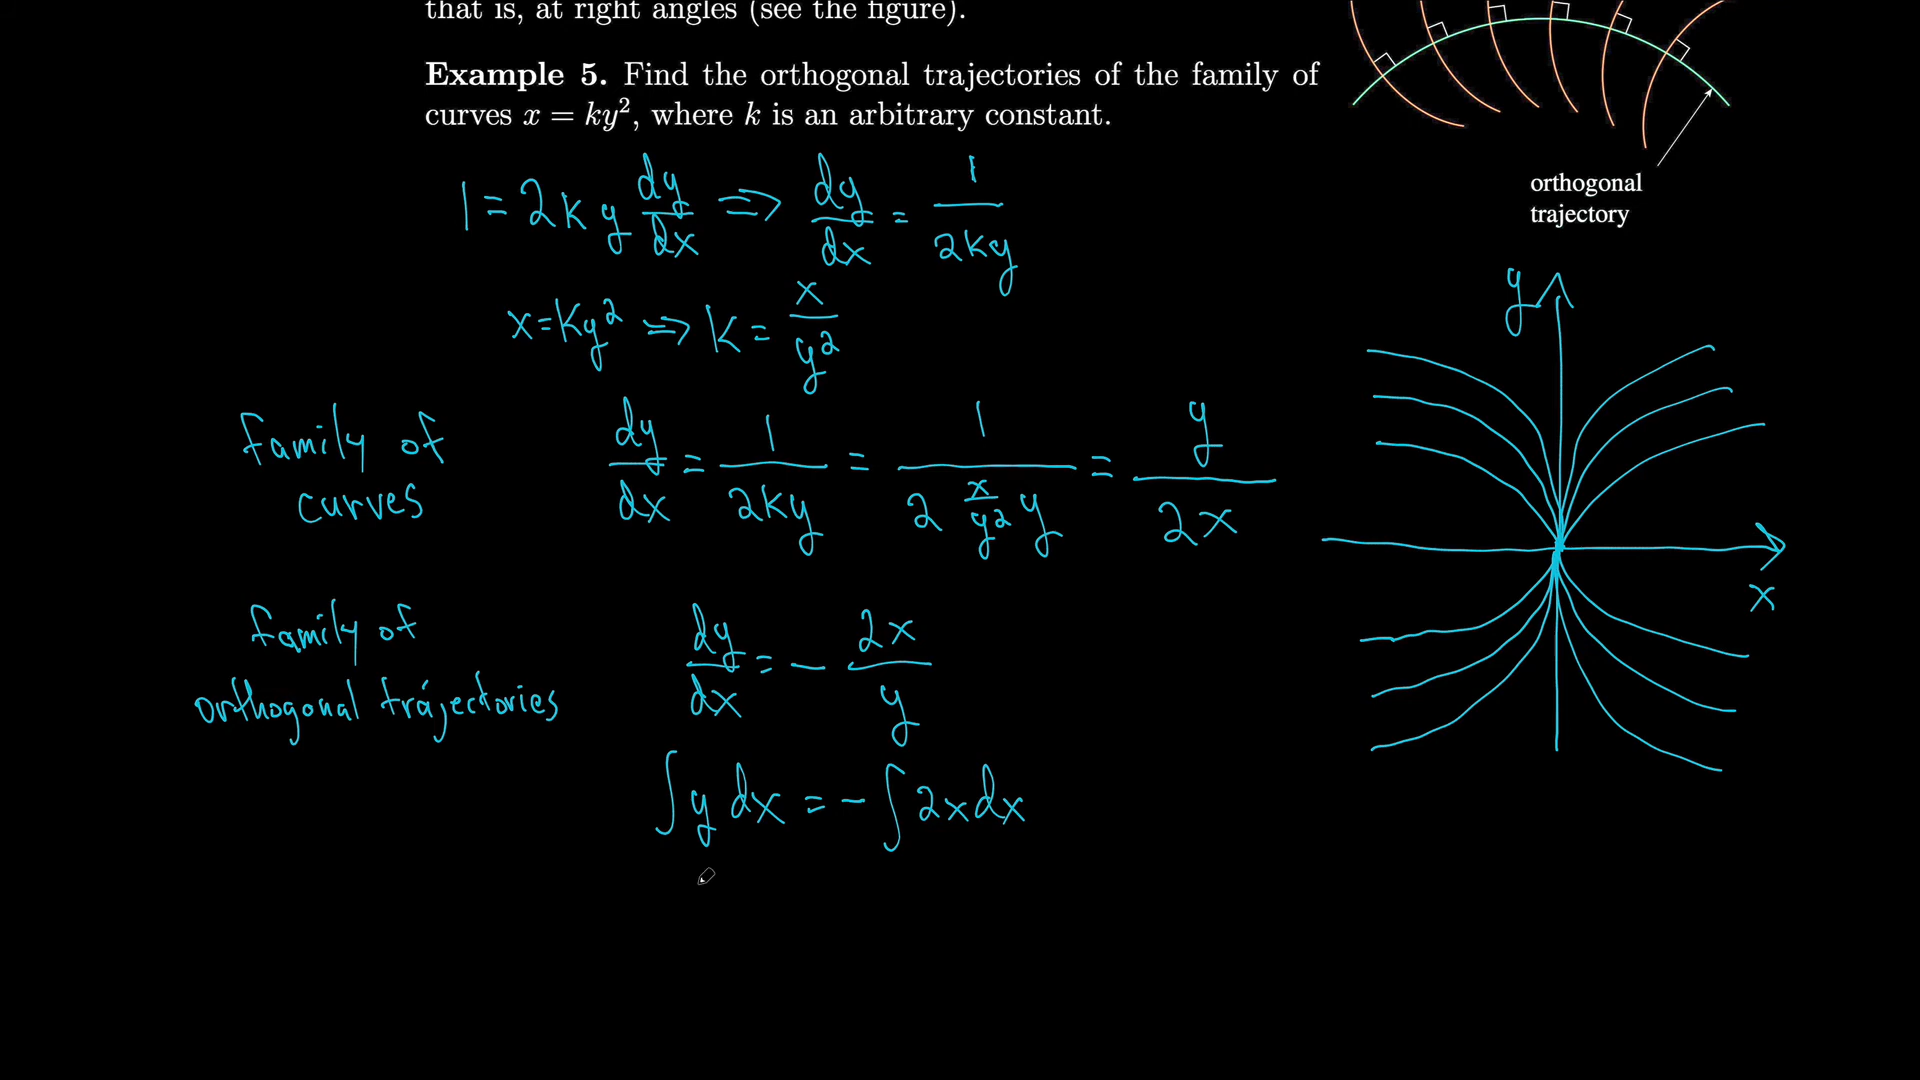 that is, at right angles (see the figure).
Example 5. Find the orthogonal trajectories of the family of
curves x = ky², where k is an arbitrary constant.
orthogonal
trajectory
1 = 2ky dy/dx ⟹ dy/dx = 1/(2ky)
x = ky² ⟹ k = x/y²
family of
curves
dy/dx = 1/(2ky) = 1/(2 (x/y²) y) = y/(2x)
family of
orthogonal trajectories
dy/dx = − 2x/y
∫ y dx = − ∫ 2x dx
y
x